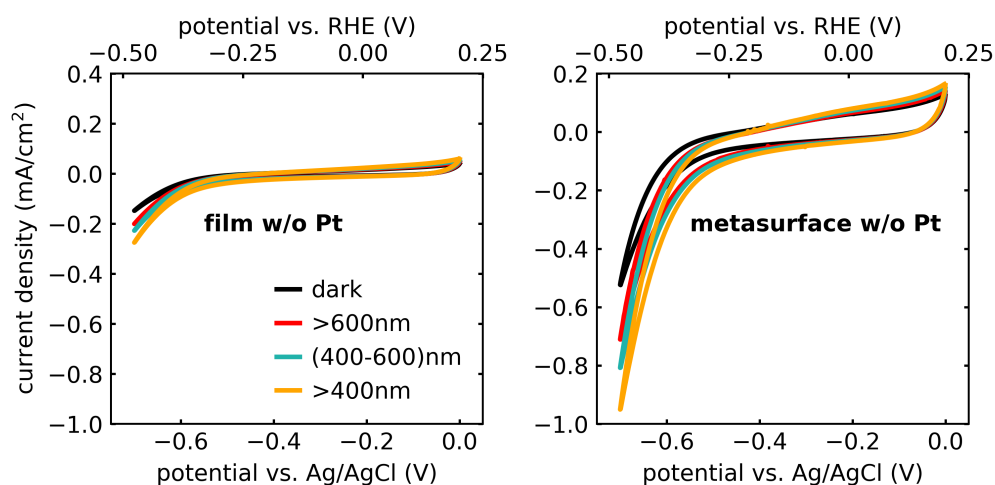 potential vs. RHE (V)
−0.50 −0.25 0.00 0.25
0.4
0.2
0.0
−0.2
−0.4
−0.6
−0.8
−1.0
current density (mA/cm²)
film w/o Pt
dark
>600nm
(400-600)nm
>400nm
−0.6 −0.4 −0.2 0.0
potential vs. Ag/AgCl (V)
potential vs. RHE (V)
−0.50 −0.25 0.00 0.25
0.2
0.0
−0.2
−0.4
−0.6
−0.8
−1.0
metasurface w/o Pt
−0.6 −0.4 −0.2 0.0
potential vs. Ag/AgCl (V)